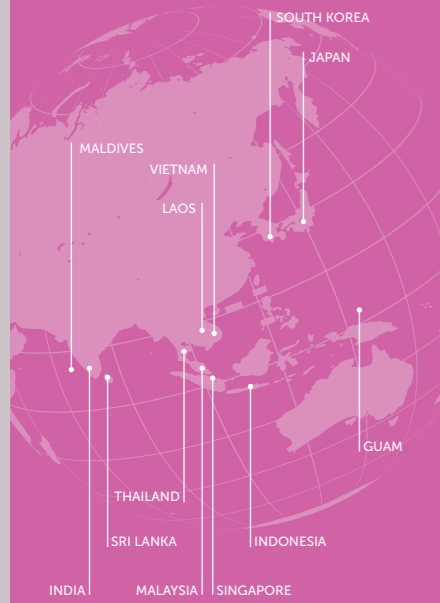 SOUTH KOREA
JAPAN
MALDIVES
VIETNAM
LAOS
GUAM
THAILAND
SRI LANKA
INDONESIA
INDIA
MALAYSIA
SINGAPORE